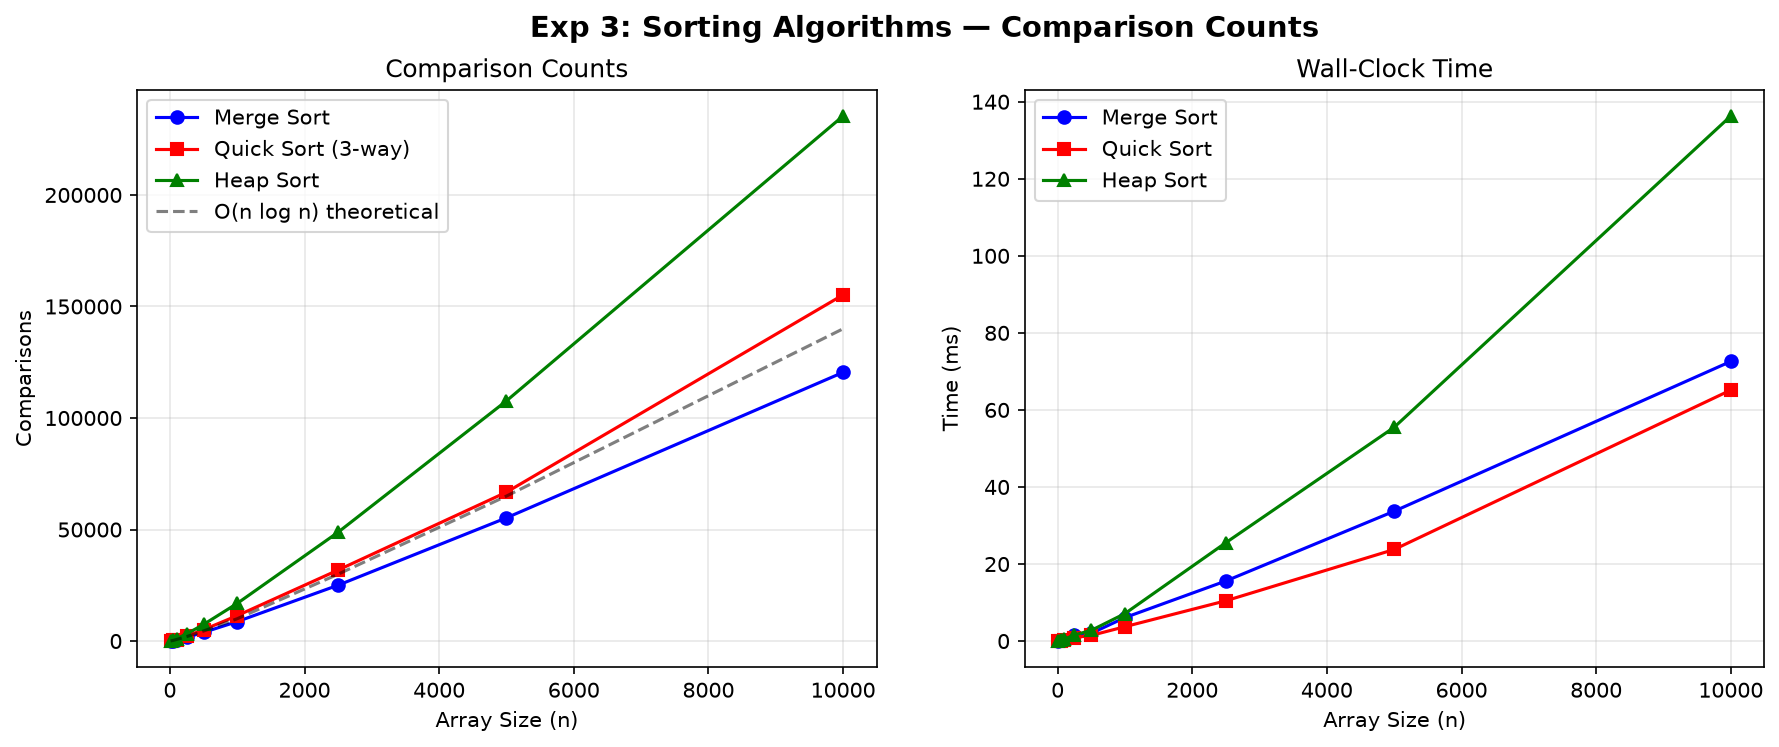 Exp 3: Sorting Algorithms — Comparison Counts
Comparison Counts
Merge Sort
Quick Sort (3-way)
Heap Sort
O(n log n) theoretical
200000
150000
100000
50000
0
Comparisons
0 2000 4000 6000 8000 10000
Array Size (n)
Wall-Clock Time
Merge Sort
Quick Sort
Heap Sort
140
120
100
80
60
40
20
0
Time (ms)
0 2000 4000 6000 8000 10000
Array Size (n)